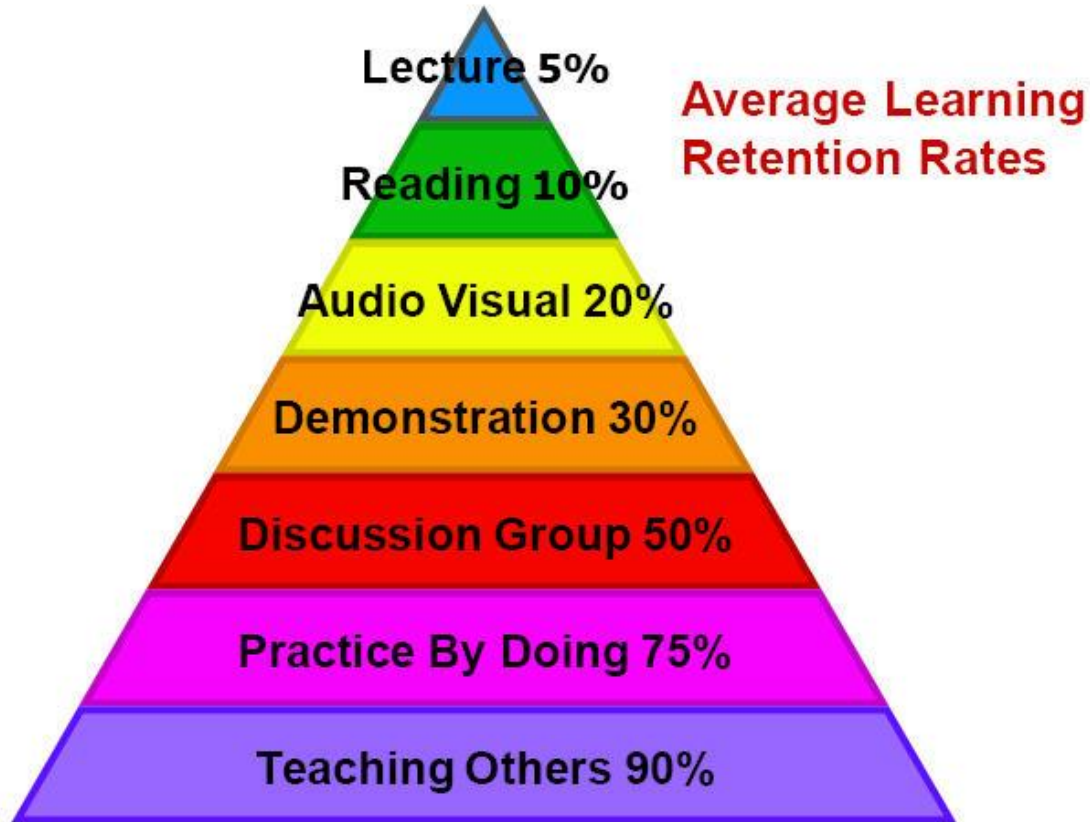 Lecture 5%
Average Learning
Retention Rates
Reading 10%
Audio Visual 20%
Demonstration 30%
Discussion Group 50%
Practice By Doing 75%
Teaching Others 90%